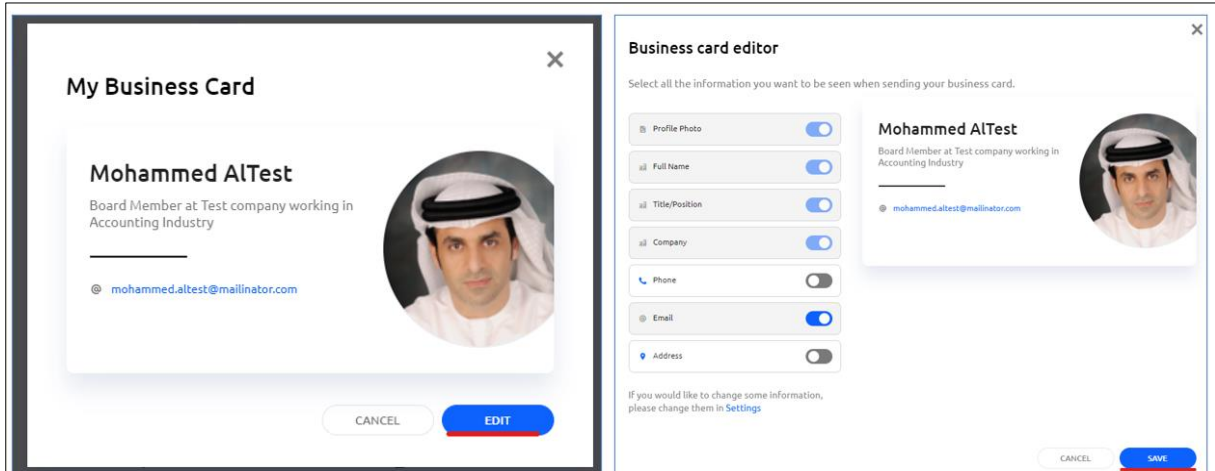 My Business Card
Mohammed AlTest
Board Member at Test company working in
Accounting Industry
@ mohammed.altest@mailinator.com
CANCEL
EDIT
Business card editor
Select all the information you want to be seen when sending your business card.
Profile Photo
Full Name
Title/Position
Company
Phone
Email
Address
If you would like to change some information,
please change them in Settings
Mohammed AlTest
Board Member at Test company working in
Accounting Industry
@ mohammed.altest@mailinator.com
CANCEL
SAVE